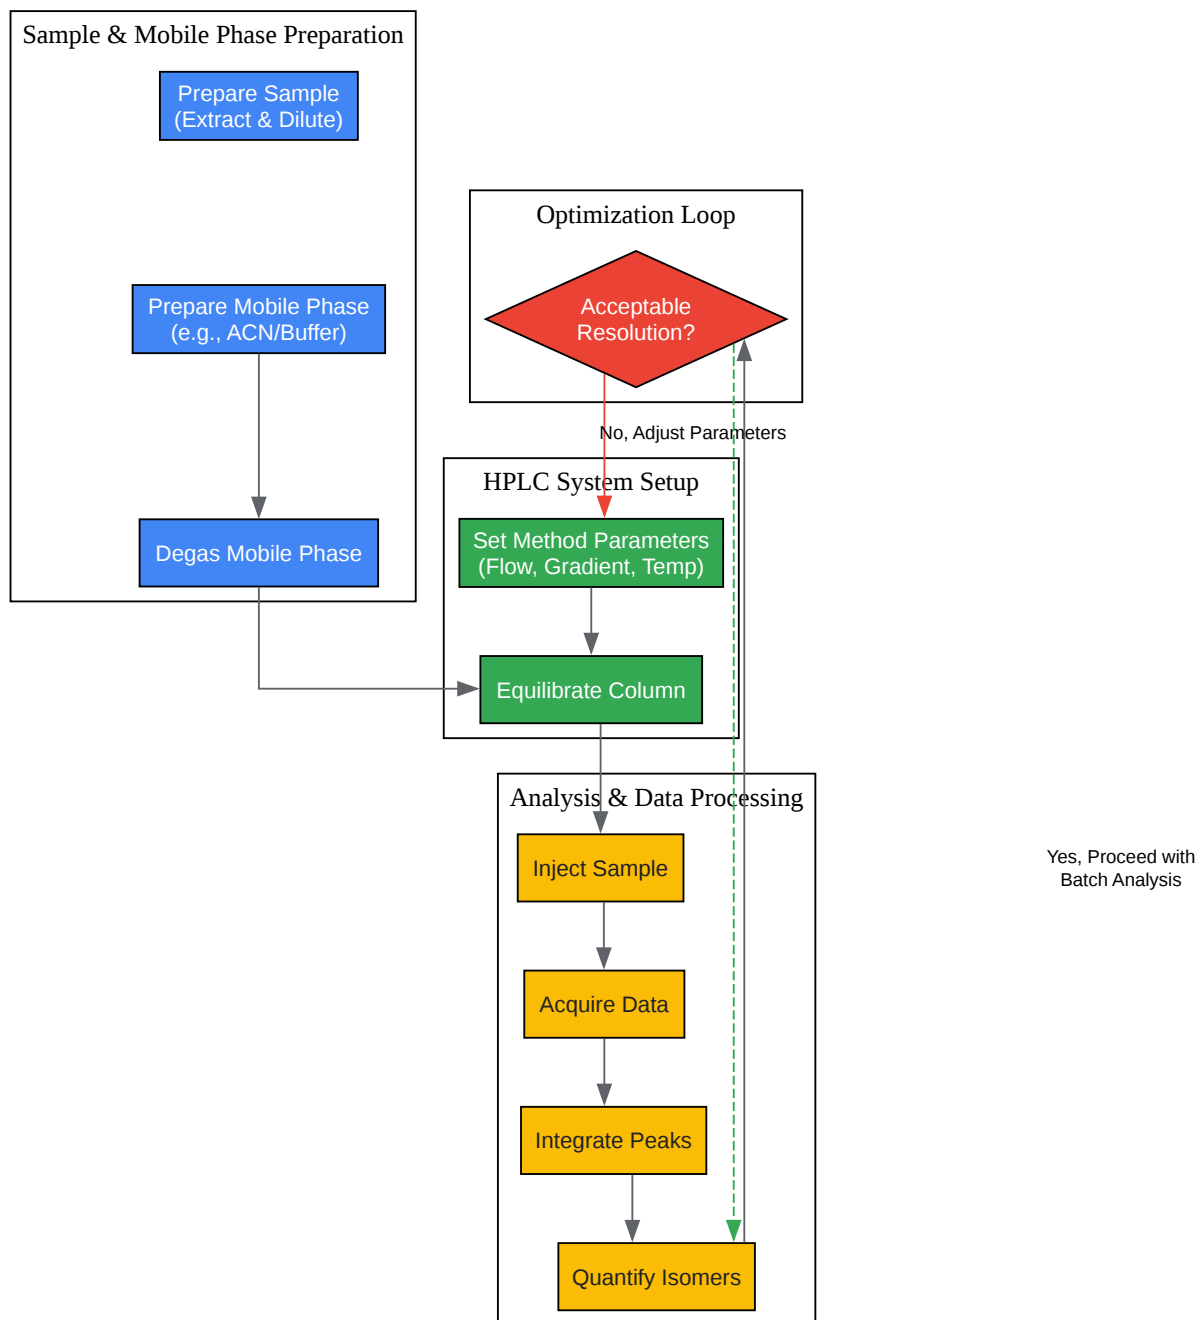 Sample & Mobile Phase Preparation
Prepare Sample
(Extract & Dilute)
Prepare Mobile Phase
(e.g., ACN/Buffer)
Degas Mobile Phase
Optimization Loop
Acceptable
Resolution?
No, Adjust Parameters
HPLC System Setup
Set Method Parameters
(Flow, Gradient, Temp)
Equilibrate Column
Analysis & Data Processing
Inject Sample
Acquire Data
Integrate Peaks
Quantify Isomers
Yes, Proceed with
Batch Analysis